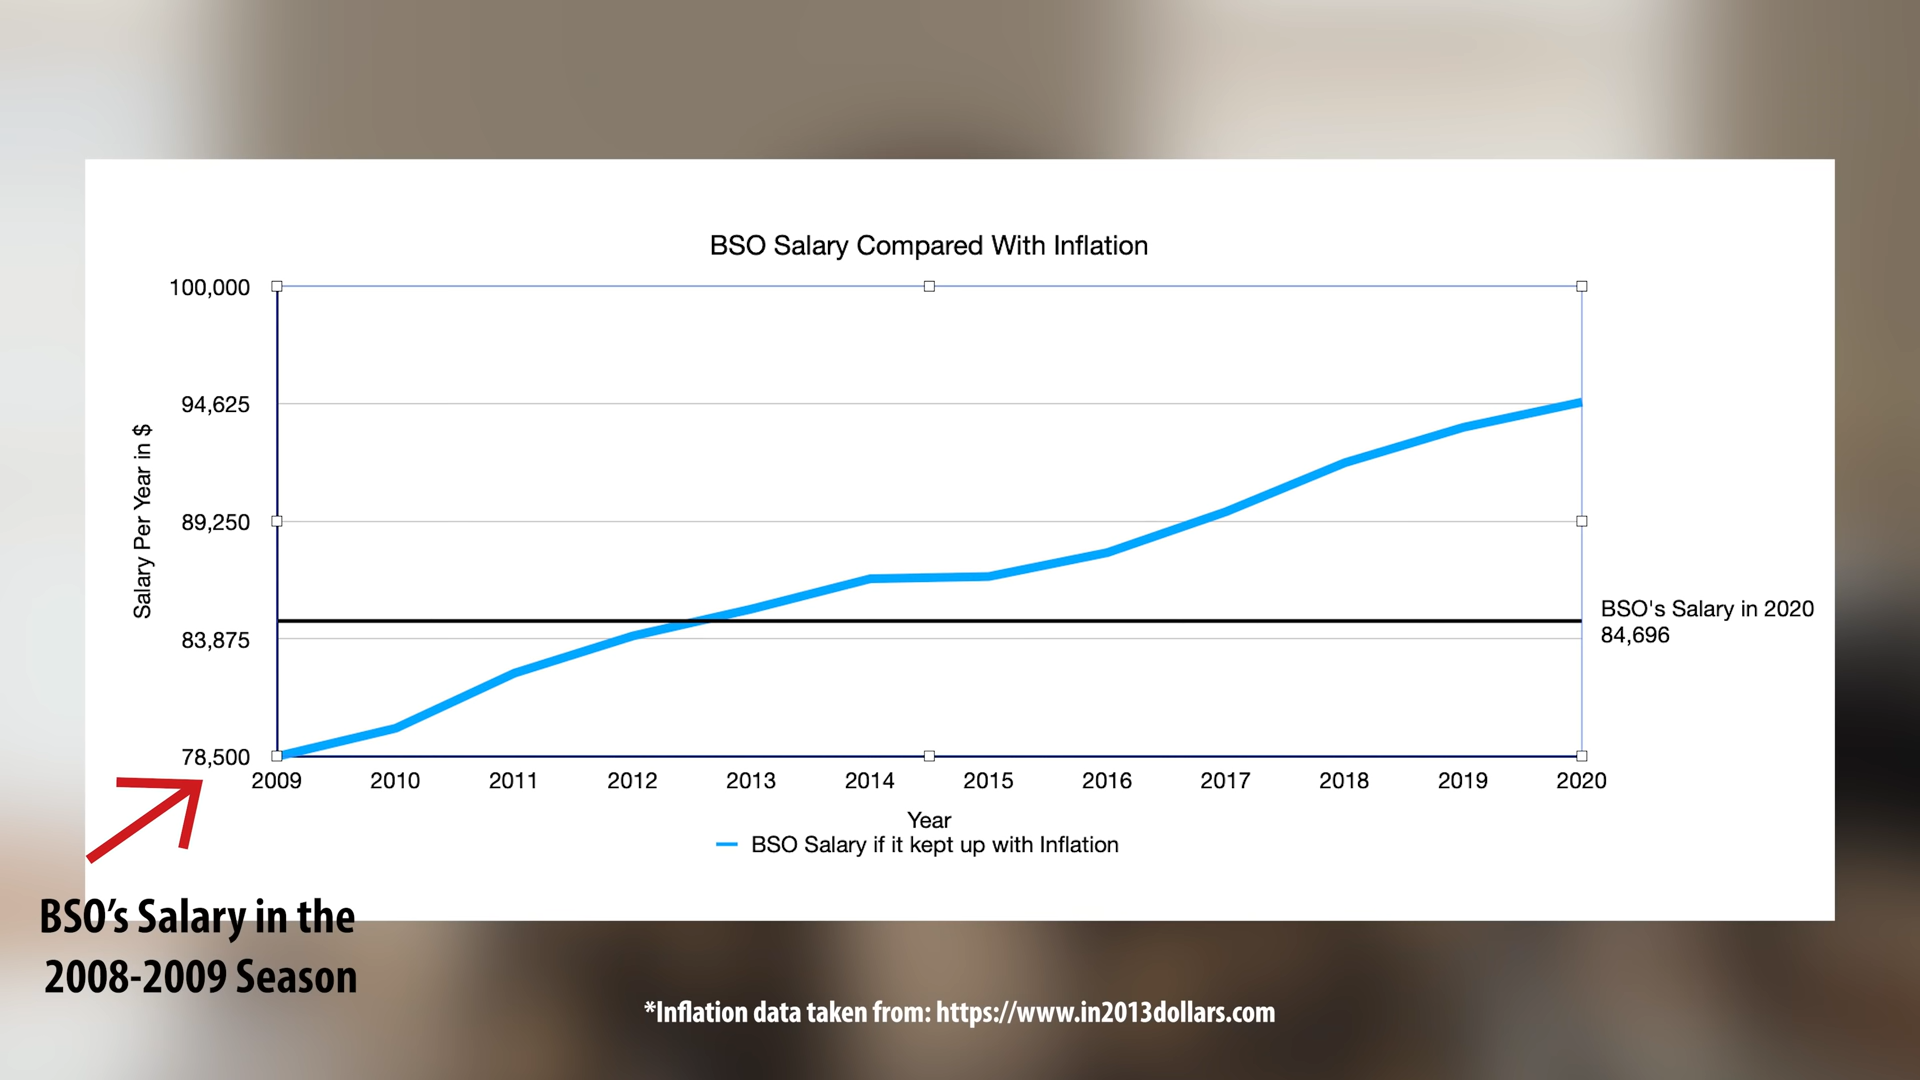 BSO Salary Compared With Inflation
100,000
94,625
89,250
83,875
78,500
Salary Per Year in $
2009 2010 2011 2012 2013 2014 2015 2016 2017 2018 2019 2020
Year
BSO Salary if it kept up with Inflation
BSO's Salary in 2020
84,696
BSO’s Salary in the
2008-2009 Season
*Inflation data taken from: https://www.in2013dollars.com